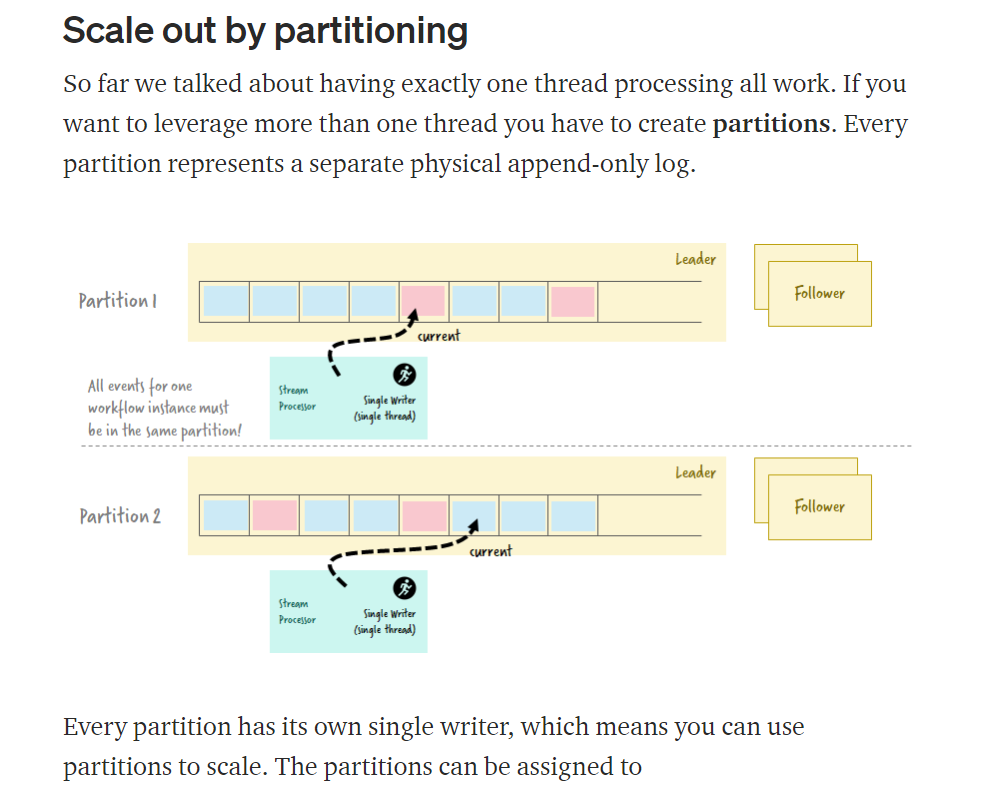 Scale out by partitioning
So far we talked about having exactly one thread processing all work. If you
want to leverage more than one thread you have to create partitions. Every
partition represents a separate physical append-only log.
Leader
Partition 1
Follower
current
All events for one
workflow instance must
be in the same partition!
Stream
Processor
Single Writer
(single thread)
Leader
Partition 2
Follower
current
Stream
Processor
Single Writer
(single thread)
Every partition has its own single writer, which means you can use
partitions to scale. The partitions can be assigned to